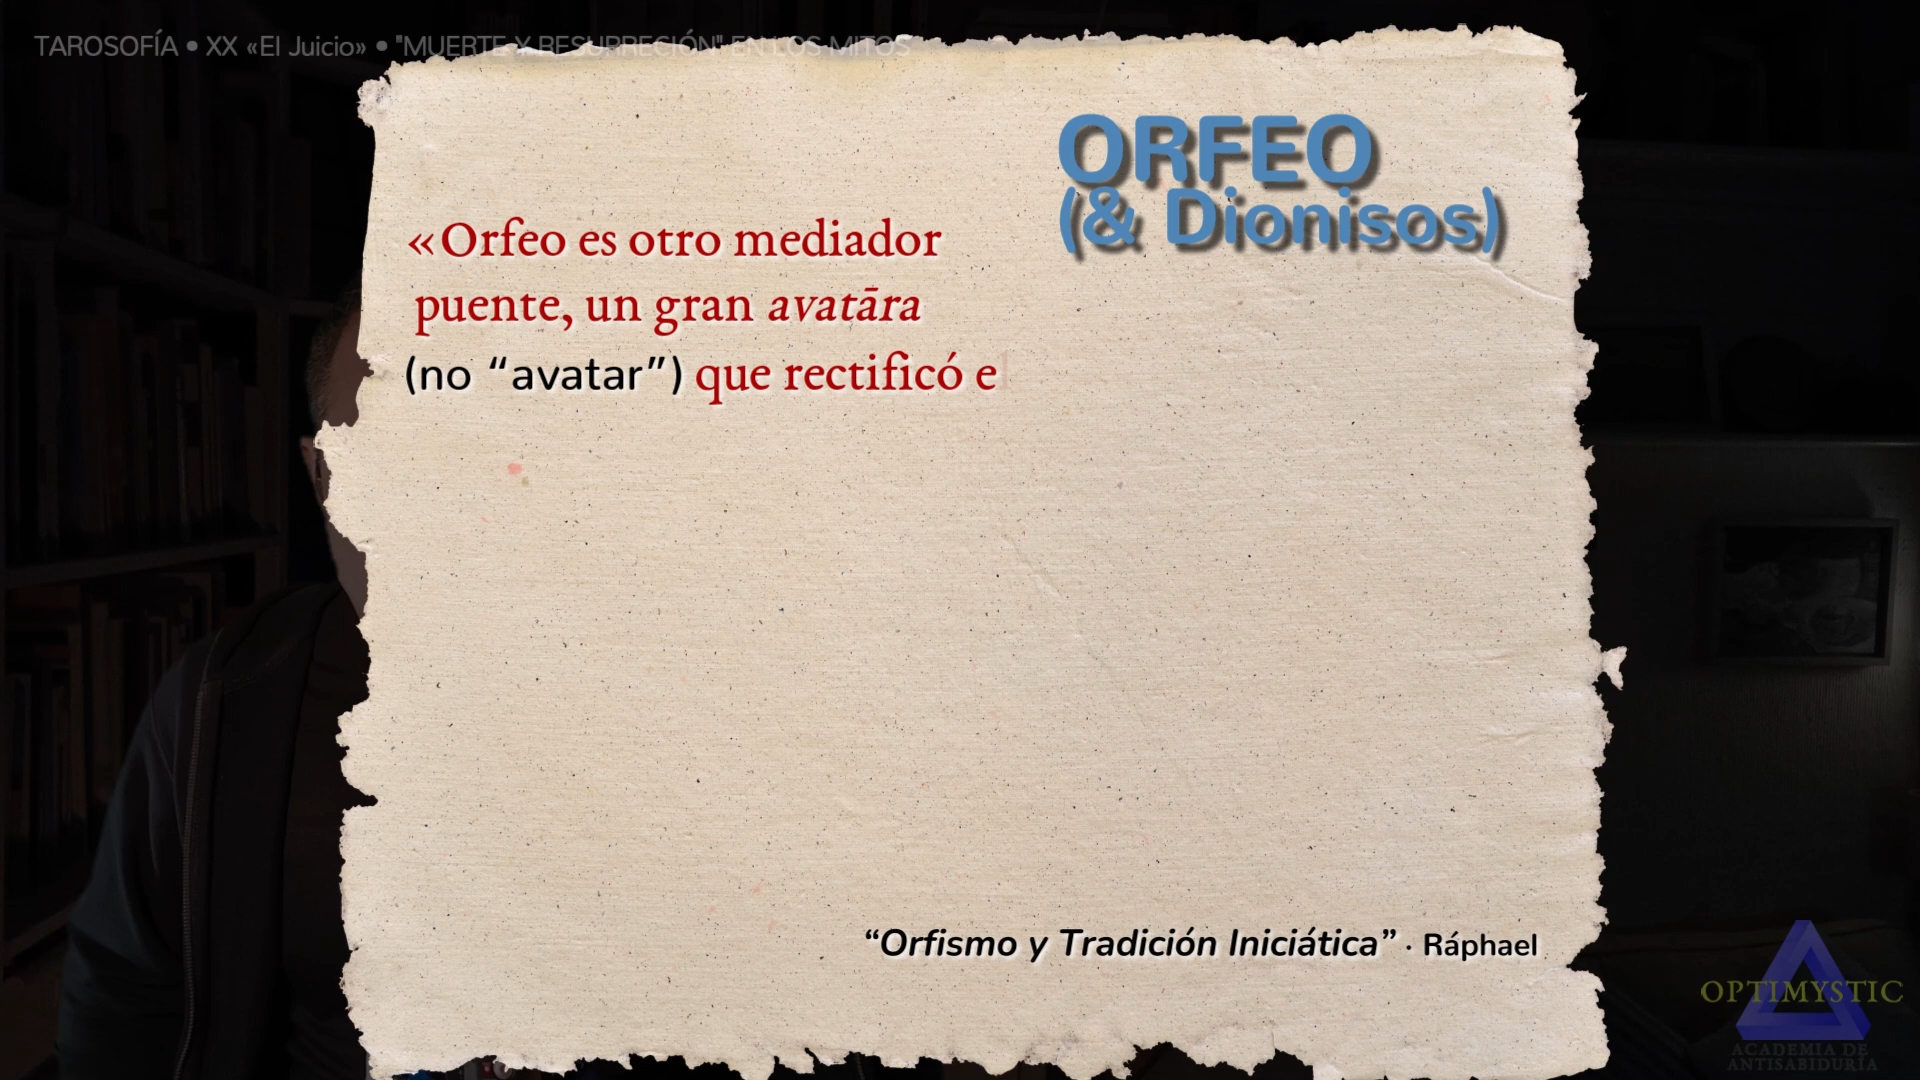 TAROSOFÍA • XX «El Juicio» • "MUERTE Y RESURRECIÓN" EN LOS MITOS
ORFEO
(& Dionisos)
«Orfeo es otro mediador
puente, un gran avatāra
(no “avatar”) que rectificó e
“Orfismo y Tradición Iniciática” · Ráphael
OPTIMYSTIC
ACADEMIA DE
ANTISABIDURÍA